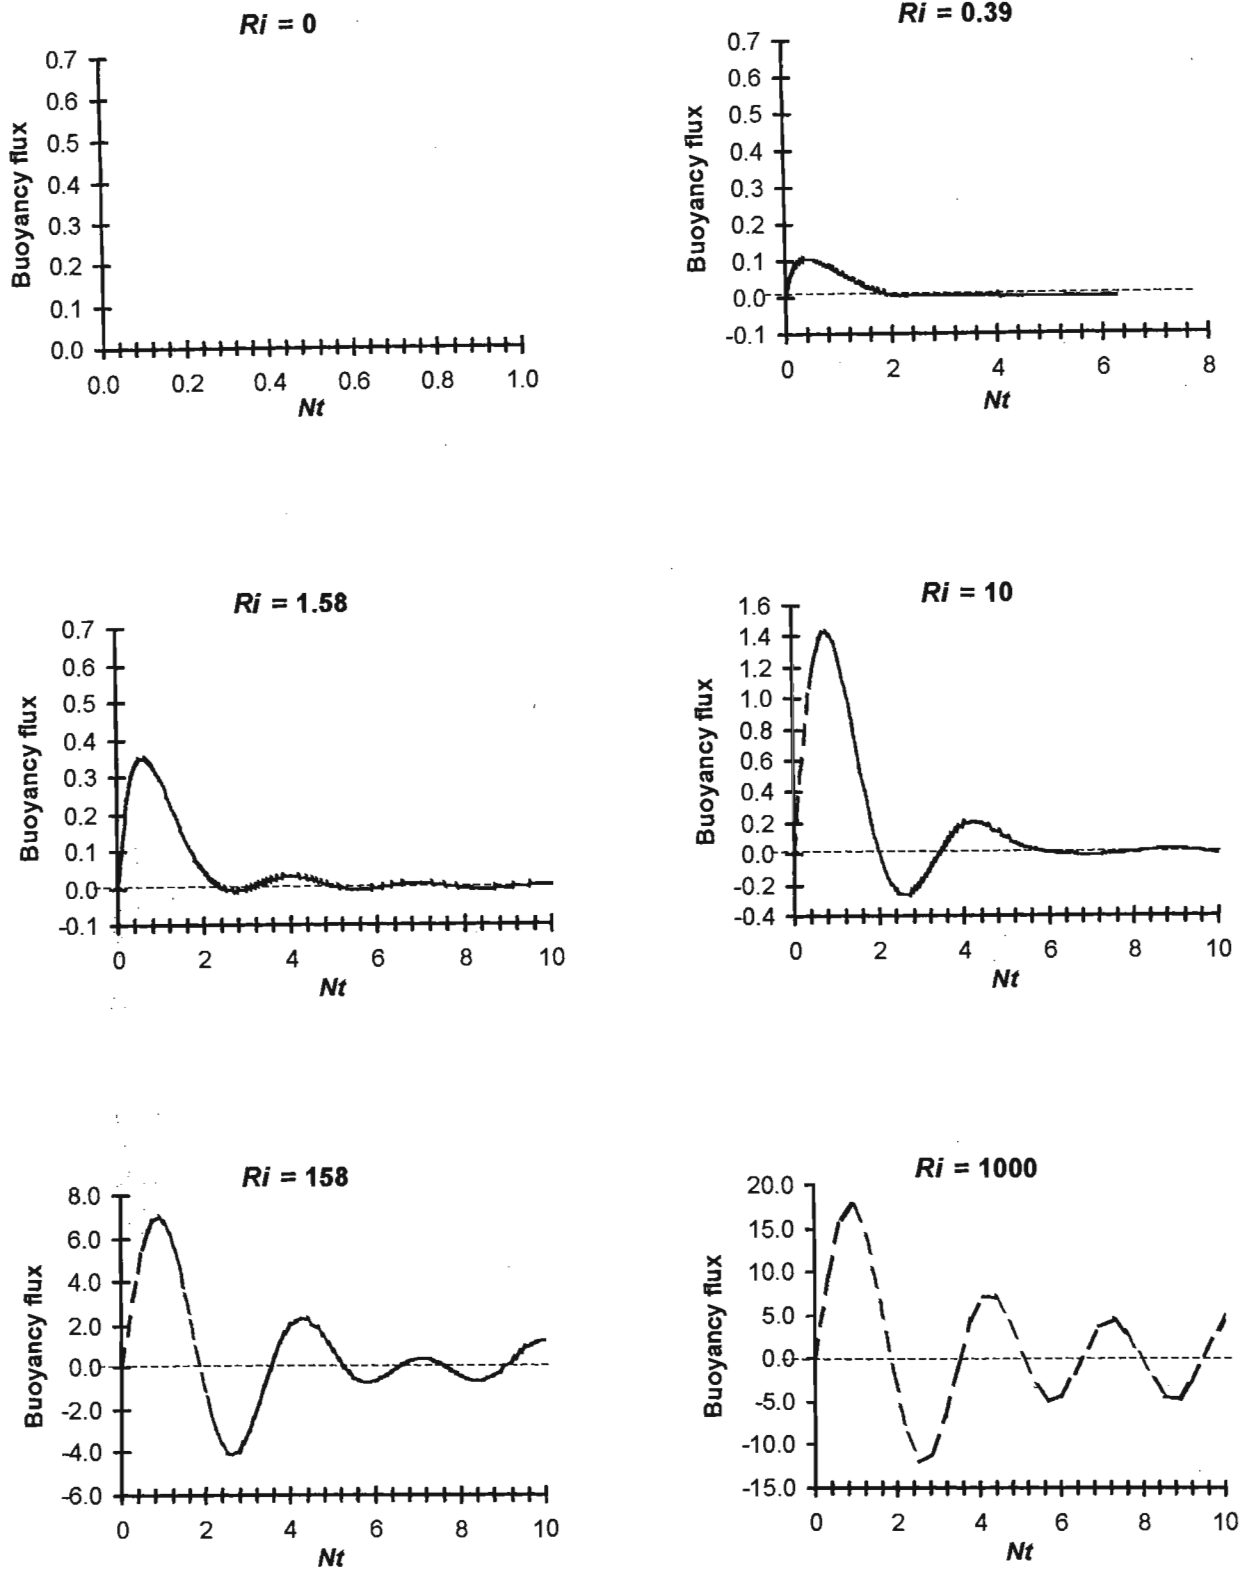 Ri = 0
Buoyancy flux
0.7
0.6
0.5
0.4
0.3
0.2
0.1
0.0
0.0 0.2 0.4 0.6 0.8 1.0
Nt
Ri = 0.39
Buoyancy flux
0.7
0.6
0.5
0.4
0.3
0.2
0.1
0.0
-0.1
0 2 4 6 8
Nt
Ri = 1.58
Buoyancy flux
0.7
0.6
0.5
0.4
0.3
0.2
0.1
0.0
-0.1
0 2 4 6 8 10
Nt
Ri = 10
Buoyancy flux
1.6
1.4
1.2
1.0
0.8
0.6
0.4
0.2
0.0
-0.2
-0.4
0 2 4 6 8 10
Nt
Ri = 158
Buoyancy flux
8.0
6.0
4.0
2.0
0.0
-2.0
-4.0
-6.0
0 2 4 6 8 10
Nt
Ri = 1000
Buoyancy flux
20.0
15.0
10.0
5.0
0.0
-5.0
-10.0
-15.0
0 2 4 6 8 10
Nt